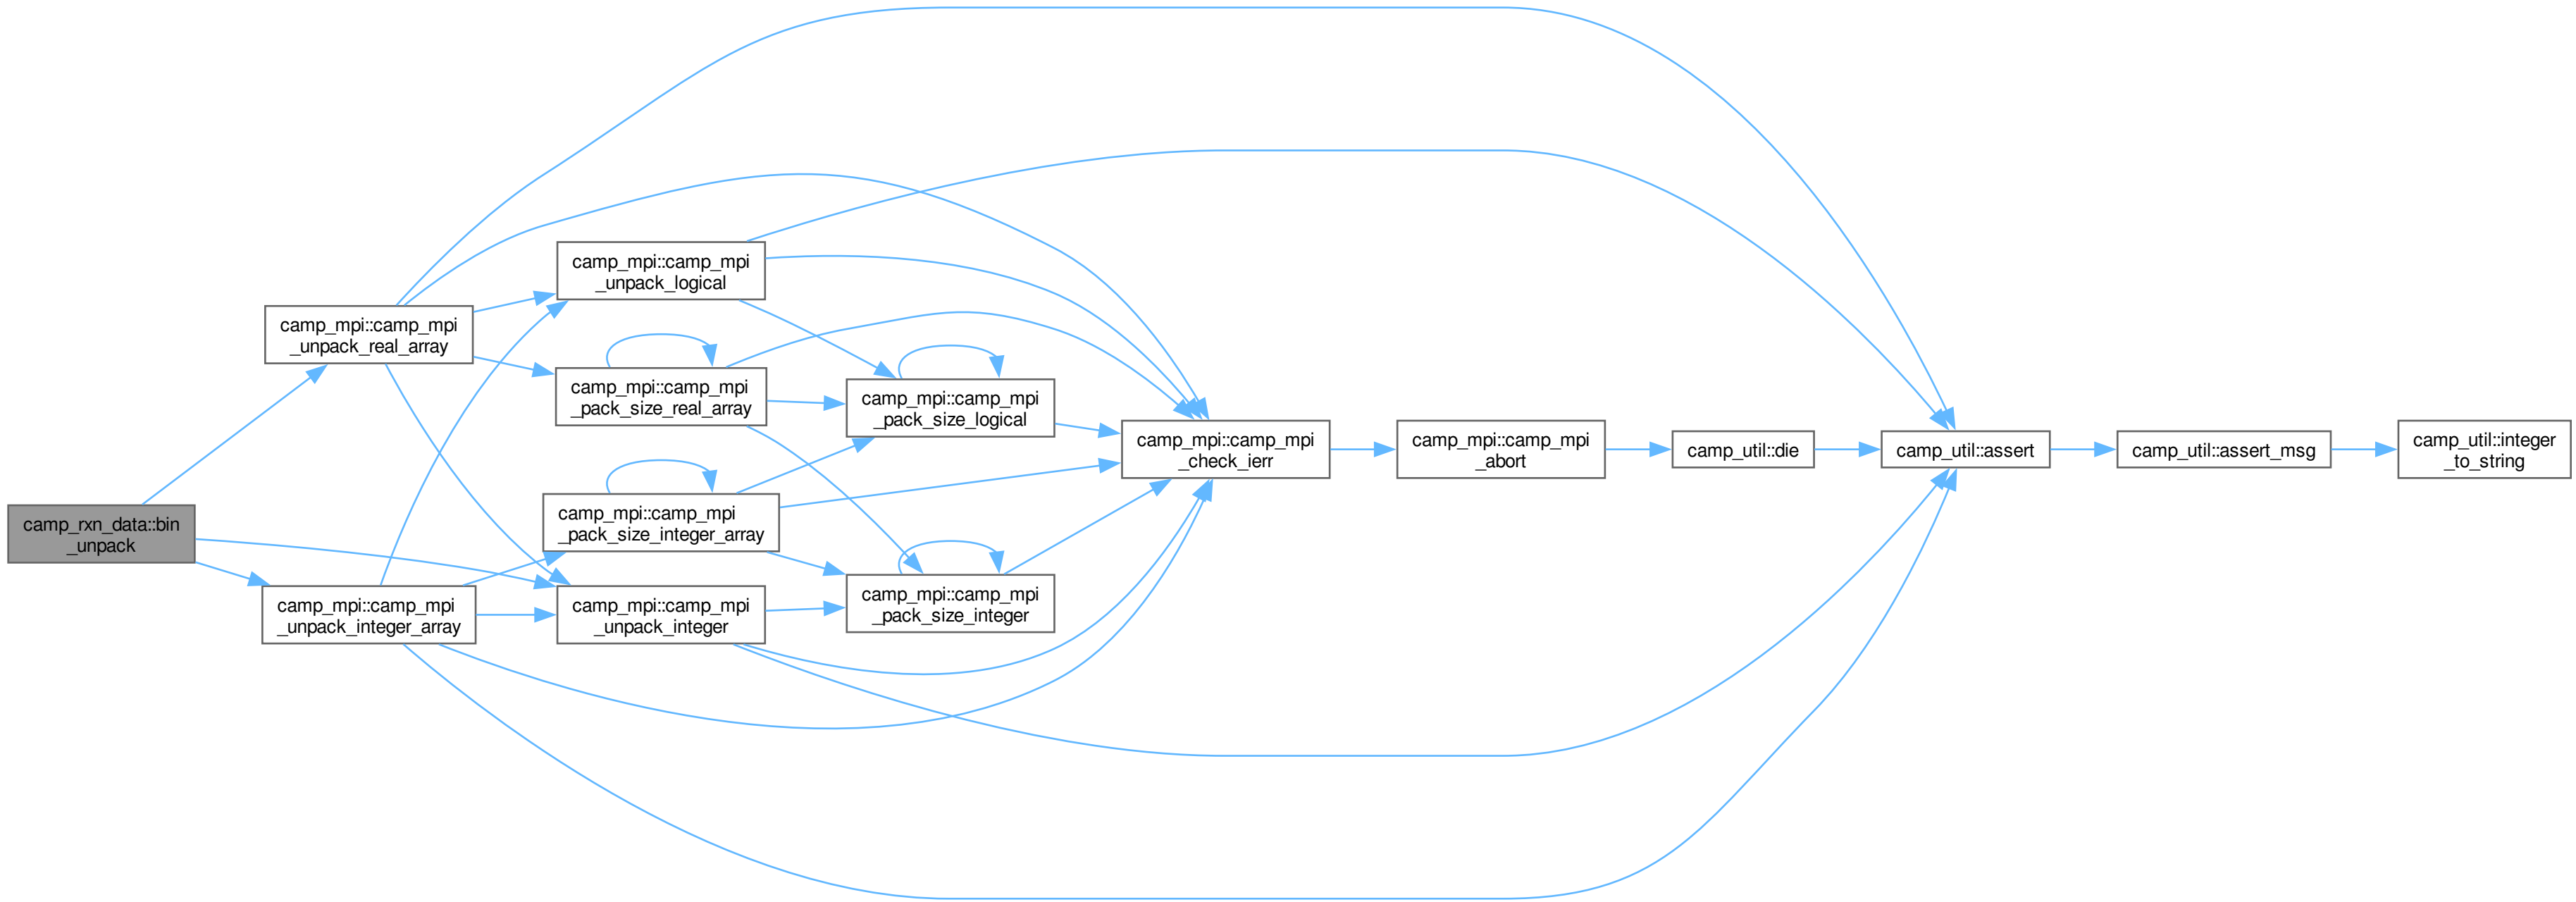 camp_rxn_data::bin
_unpack
camp_mpi::camp_mpi
_unpack_real_array
camp_mpi::camp_mpi
_unpack_integer_array
camp_mpi::camp_mpi
_unpack_logical
camp_mpi::camp_mpi
_pack_size_real_array
camp_mpi::camp_mpi
_pack_size_integer_array
camp_mpi::camp_mpi
_unpack_integer
camp_mpi::camp_mpi
_pack_size_logical
camp_mpi::camp_mpi
_pack_size_integer
camp_mpi::camp_mpi
_check_ierr
camp_mpi::camp_mpi
_abort
camp_util::die
camp_util::assert
camp_util::assert_msg
camp_util::integer
_to_string